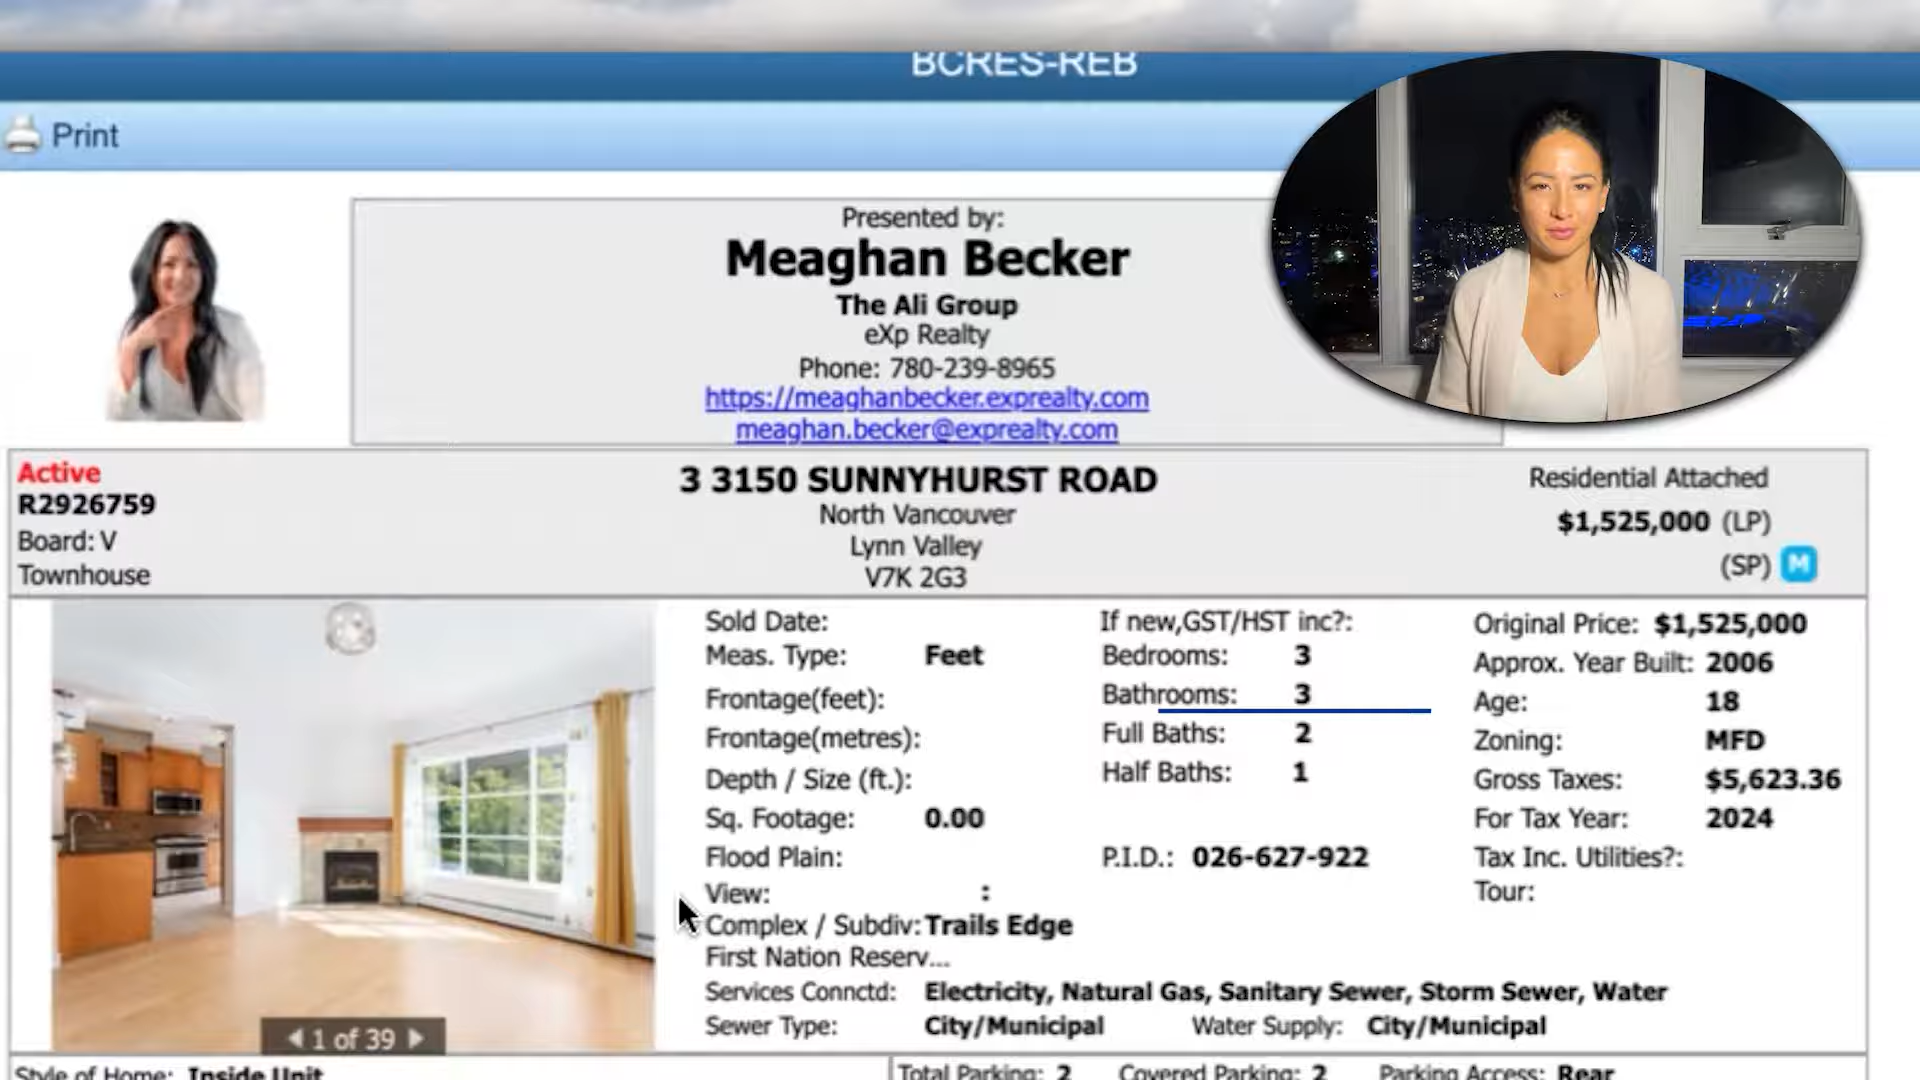 BCRES-REB
Print
Presented by:
Meaghan Becker
The Ali Group
eXp Realty
Phone: 780-239-8965
https://meaghanbecker.exprealty.com
meaghan.becker@exprealty.com
Active
R2926759
Board: V
Townhouse
3 3150 SUNNYHURST ROAD
North Vancouver
Lynn Valley
V7K 2G3
Residential Attached
$1,525,000 (LP)
(SP) M
Sold Date:
Meas. Type: Feet
Frontage(feet):
Frontage(metres):
Depth / Size (ft.):
Sq. Footage: 0.00
Flood Plain:
View: :
Complex / Subdiv: Trails Edge
First Nation Reserv...
Services Connctd: Electricity, Natural Gas, Sanitary Sewer, Storm Sewer, Water
Sewer Type: City/Municipal Water Supply: City/Municipal
If new,GST/HST inc?:
Bedrooms: 3
Bathrooms: 3
Full Baths: 2
Half Baths: 1
P.I.D.: 026-627-922
Original Price: $1,525,000
Approx. Year Built: 2006
Age: 18
Zoning: MFD
Gross Taxes: $5,623.36
For Tax Year: 2024
Tax Inc. Utilities?:
Tour:
1 of 39
Style of Home: Inside Unit
Total Parking: 2 Covered Parking: 2 Parking Access: Rear